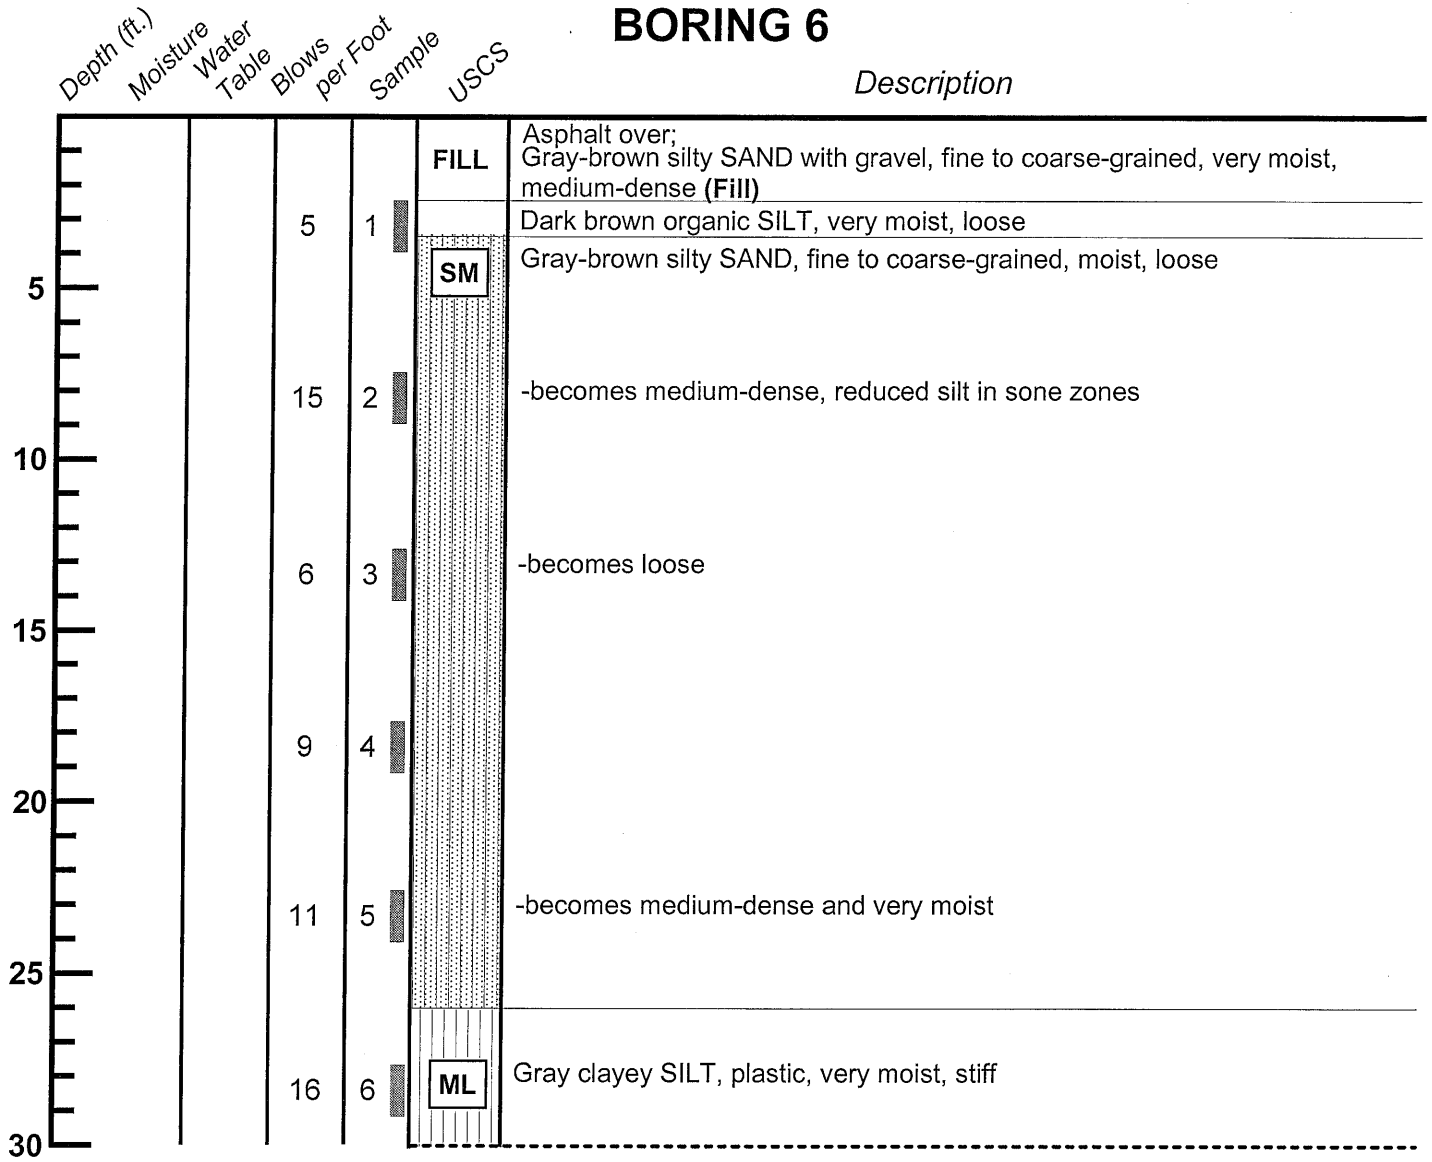 BORING 6
Depth (ft.)
Moisture
Water
Table
Blows
per Foot
Sample
USCS
Description
FILL
Asphalt over;
Gray-brown silty SAND with gravel, fine to coarse-grained, very moist,
medium-dense (Fill)
5 1 Dark brown organic SILT, very moist, loose
SM Gray-brown silty SAND, fine to coarse-grained, moist, loose
5
15 2 -becomes medium-dense, reduced silt in sone zones
10
6 3 -becomes loose
15
9 4
20
11 5 -becomes medium-dense and very moist
25
16 6 ML Gray clayey SILT, plastic, very moist, stiff
30